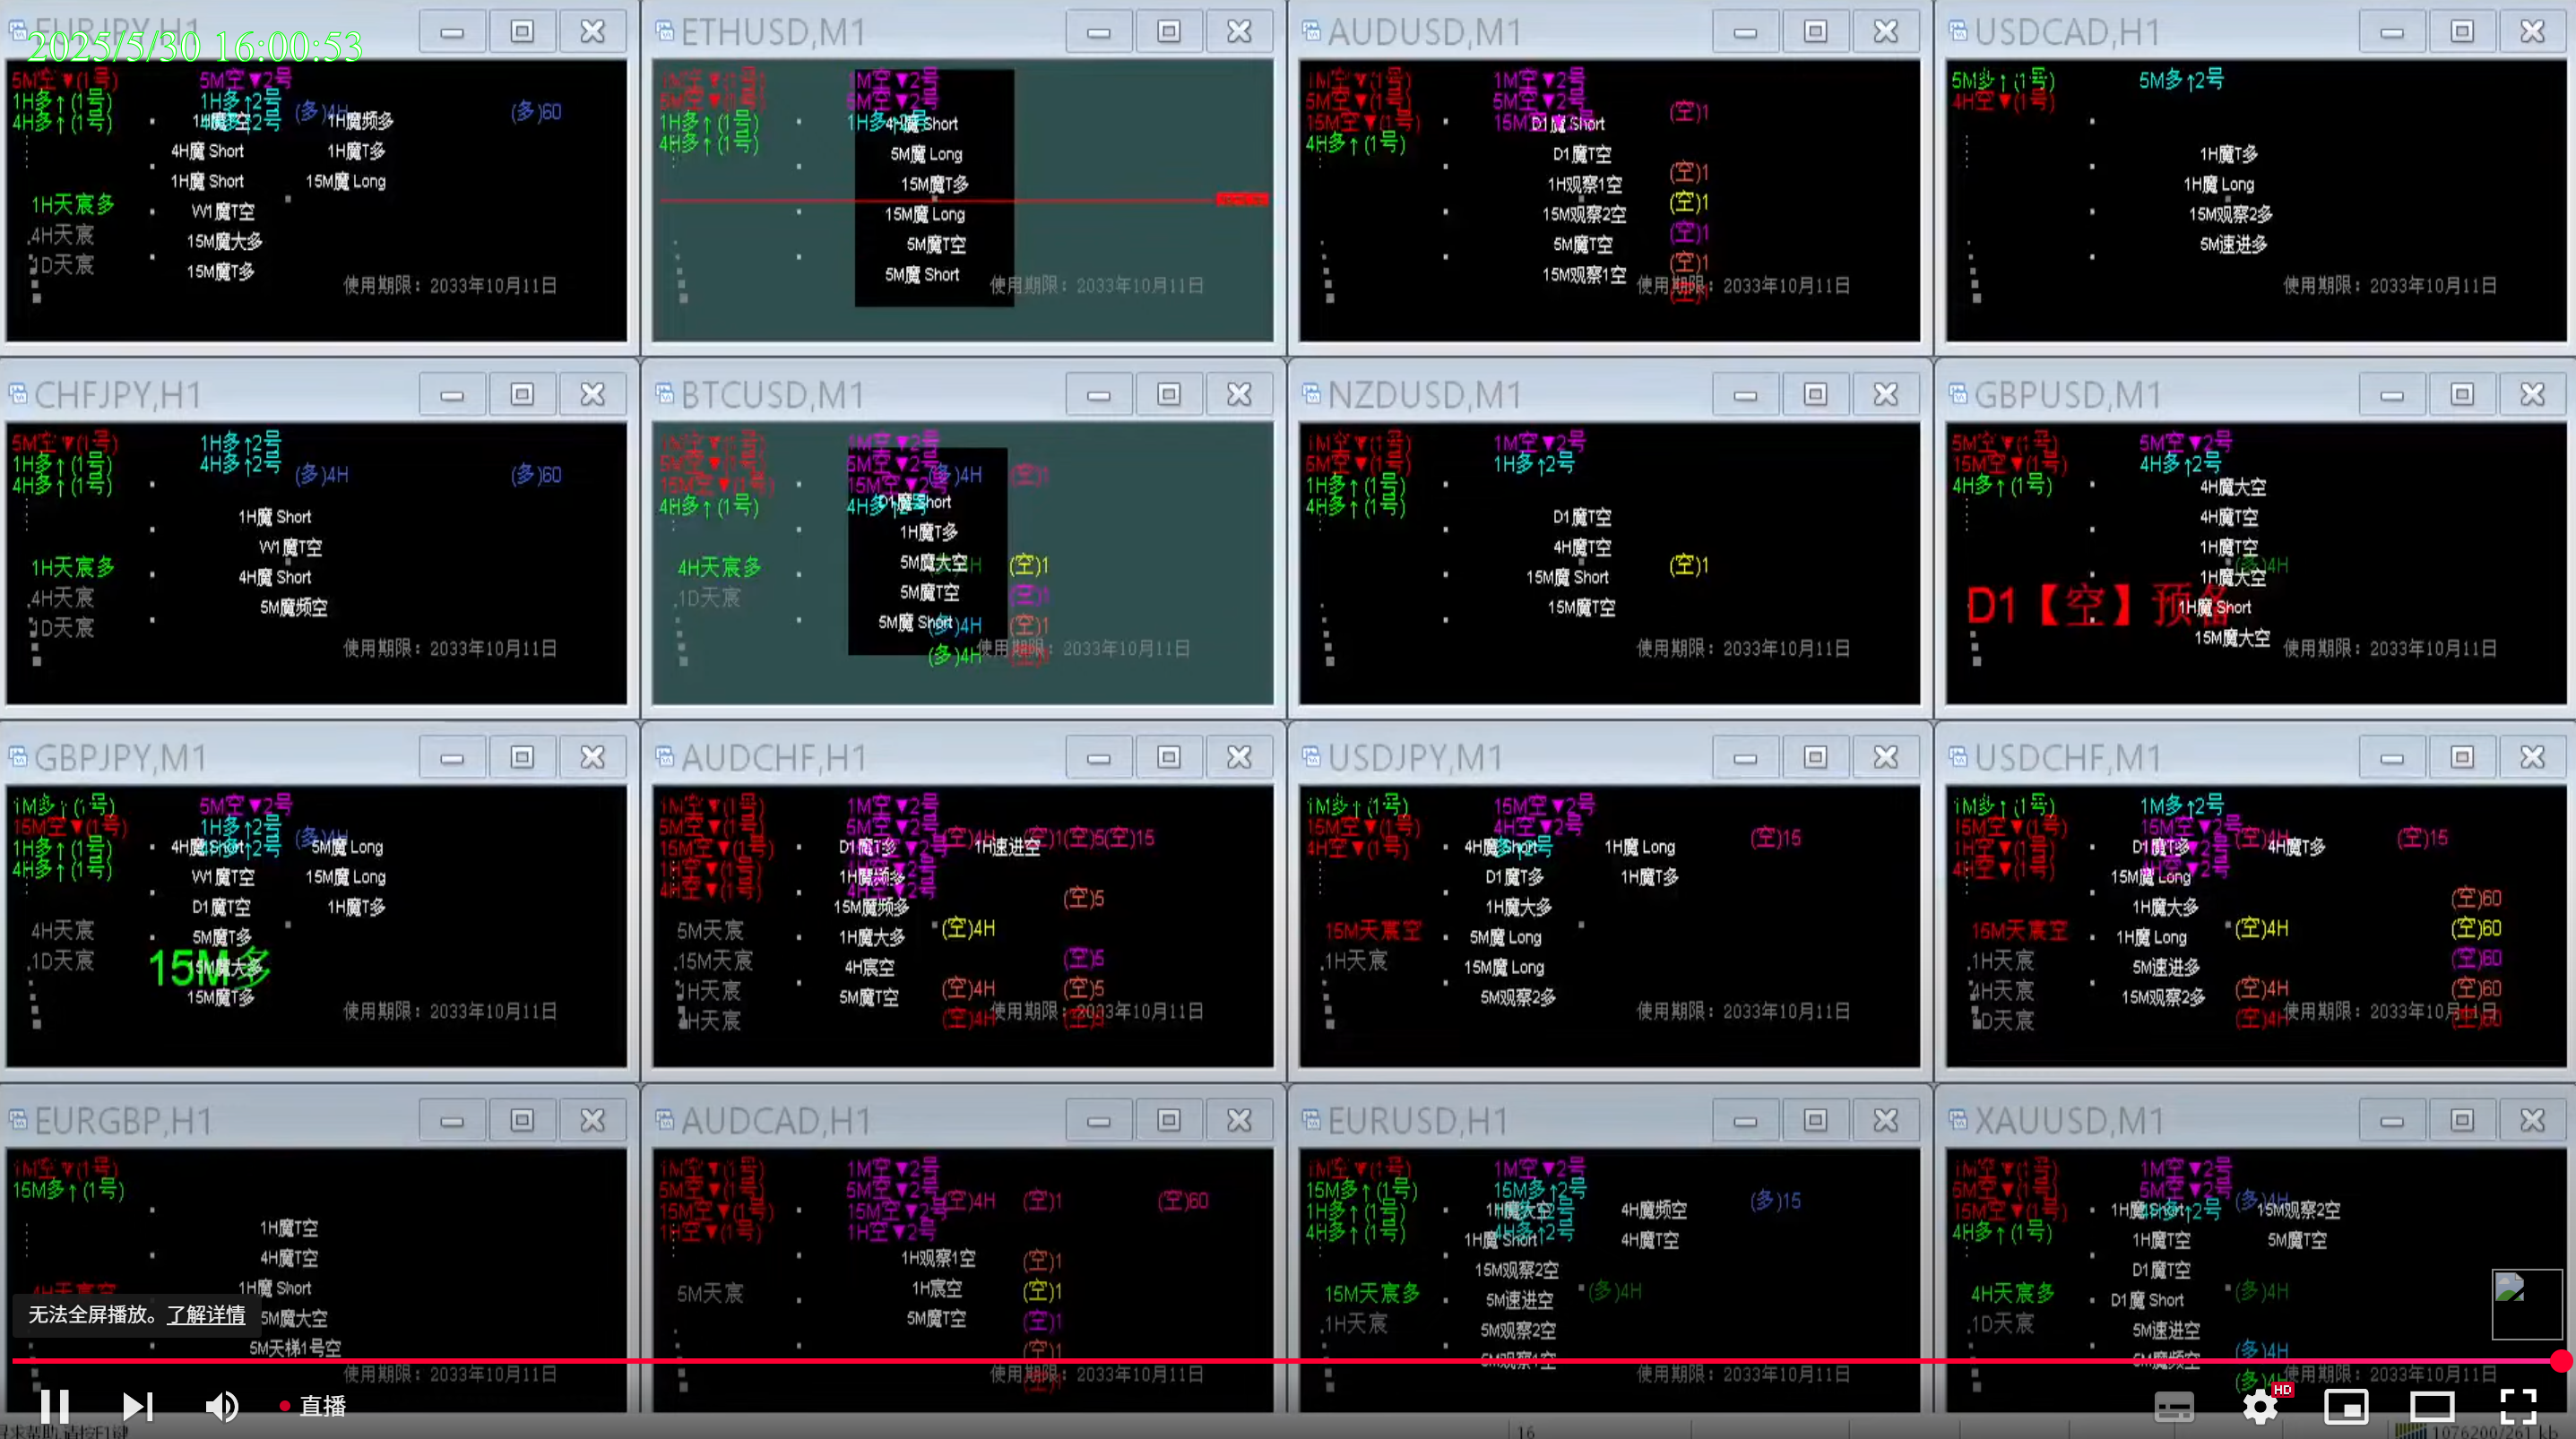 EURJPY,H1
2025/5/30 16:00:53
5M空▼(1号) 5M空▼2号
1H多↑(1号) 1H多↑2号 (多)4H (多)60
4H多↑(1号) 1H魔频多
4H魔 Short 1H魔T多
1H魔 Short 15M魔 Long
1H天宸多 W1魔T空
4H天宸 15M魔大多
1D天宸 15M魔T多
使用期限：2033年10月11日
ETHUSD,M1
1M空▼(1号) 1M空▼2号
5M空▼(1号) 5M空▼2号
1H多↑(1号) 4H魔 Short
4H多↑(1号)
5M魔 Long
15M魔T多
15M魔 Long
5M魔T空
5M魔 Short
使用期限：2033年10月11日
AUDUSD,M1
1M空▼(1号) 1M空▼2号
5M空▼(1号) 5M空▼2号 (空)1
15M空▼(1号) D1魔 Short
4H多↑(1号)
D1魔T空 (空)1
1H观察1空 (空)1
15M观察2空 (空)1
5M魔T空 (空)1
15M观察1空
使用期限：2033年10月11日
USDCAD,H1
5M多↑(1号) 5M多↑2号
4H空▼(1号)
1H魔T多
1H魔 Long
15M观察2多
5M速进多
使用期限：2033年10月11日
CHFJPY,H1
5M空▼(1号) 1H多↑2号
1H多↑(1号) 4H多↑2号 (多)4H (多)60
4H多↑(1号)
1H魔 Short
W1魔T空
1H天宸多 4H魔 Short
4H天宸 5M魔频空
1D天宸
使用期限：2033年10月11日
BTCUSD,M1
1M空▼(1号) 1M空▼2号
5M空▼(1号) 5M空▼2号 (多)4H (空)1
15M空▼(1号) 15M空▼2号
4H多↑(1号) D1魔 Short
1H魔T多
4H天宸多 5M魔大空 (空)1
1D天宸 5M魔T空 (空)1
5M魔 Short (多)4H (空)1
(多)4H
使用期限：2033年10月11日
NZDUSD,M1
1M空▼(1号) 1M空▼2号
5M空▼(1号) 1H多↑2号
1H多↑(1号)
4H多↑(1号)
D1魔T空
4H魔T空 (空)1
15M魔 Short
15M魔T空
使用期限：2033年10月11日
GBPUSD,M1
5M空▼(1号) 5M空▼2号
15M空▼(1号) 4H多↑2号
4H多↑(1号) 4H魔大空
4H魔T空
1H魔T空
1H魔大空 (多)4H
D1【空】预备 1H魔 Short
15M魔大空
使用期限：2033年10月11日
GBPJPY,M1
1M多↑(1号) 5M空▼2号
15M空▼(1号) 1H多↑2号 (多)4H
1H多↑(1号) 4H魔 Short 5M魔 Long
4H多↑(1号) W1魔T空 15M魔 Long
D1魔T空 1H魔T多
4H天宸 5M魔T多
1D天宸 15M多 15M魔大多
15M魔T多
使用期限：2033年10月11日
AUDCHF,H1
1M空▼(1号) 1M空▼2号
5M空▼(1号) 5M空▼2号 (空)4H (空)1(空)5(空)15
15M空▼(1号) D1魔T多 1H速进空
1H空▼(1号) 1H魔频多
4H空▼(1号) 4H空▼2号 (空)5
15M魔频多
5M天宸 1H魔大多 (空)4H
15M天宸 4H宸空 (空)5
1H天宸 5M魔T空 (空)4H (空)5
4H天宸 (空)4H
使用期限：2033年10月11日
USDJPY,M1
1M多↑(1号) 15M空▼2号
15M空▼(1号) 4H空▼2号 (空)15
4H空▼(1号) 4H魔 Short 1H魔 Long
D1魔T多 1H魔T多
1H魔大多
15M天宸空 5M魔 Long
1H天宸 15M魔 Long
5M观察2多
使用期限：2033年10月11日
USDCHF,M1
1M多↑(1号) 1M多↑2号
15M空▼(1号) 15M空▼2号 (空)4H (空)15
1H空▼(1号) D1魔T多 4H魔T多
4H空▼(1号) 15M魔 Long
1H魔大多 (空)60
15M天宸空 1H魔 Long (空)4H (空)60
1H天宸 5M速进多 (空)60
4H天宸 15M观察2多 (空)4H (空)60
1D天宸 (空)4H (空)60
使用期限：2033年10月11日
EURGBP,H1
1M空▼(1号)
15M多↑(1号)
1H魔T空
4H魔T空
4H天宸空 1H魔 Short
5M魔大空
5M天梯1号空
使用期限：2033年10月11日
AUDCAD,H1
1M空▼(1号) 1M空▼2号
5M空▼(1号) 5M空▼2号 (空)4H (空)1 (空)60
15M空▼(1号) 15M空▼2号
1H空▼(1号) 1H空▼2号
1H观察1空 (空)1
5M天宸 1H宸空 (空)1
5M魔T空 (空)1
(空)1
使用期限：2033年10月11日
EURUSD,H1
1M空▼(1号) 1M空▼2号
15M多↑(1号) 15M多↑2号 (多)15
1H多↑(1号) 1H魔大空 4H魔频空
4H多↑(1号) 1H魔 Short 4H魔T空
15M观察2空
15M天宸多 5M速进空 (多)4H
1H天宸 5M观察2空
5M观察1空
使用期限：2033年10月11日
XAUUSD,M1
1M空▼(1号) 1M空▼2号
5M空▼(1号) 5M空▼2号 (多)4H
15M空▼(1号) 1H魔 Short 15M观察2空
4H多↑(1号) 1H魔T空 5M魔T空
D1魔T空
4H天宸多 D1魔 Short (多)4H
1D天宸 5M速进空
5M魔频空 (多)4H
使用期限：2033年10月11日
无法全屏播放。了解详情
直播
HD
16
1076200/261 kb